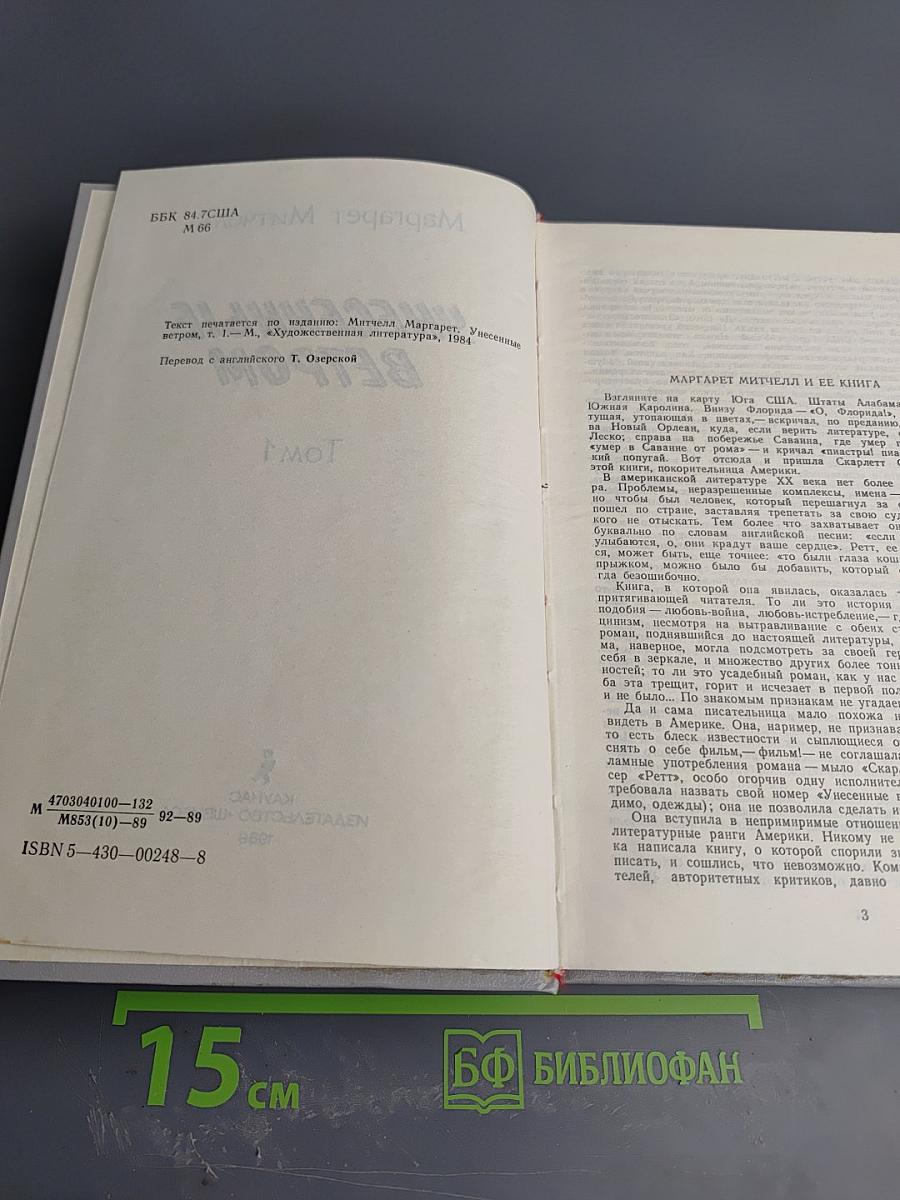 ББК 84.7США
М 66
Текст печатается по изданию: Митчелл Маргарет. Унесенные
ветром, т. I.— М., «Художественная литература», 1984
Перевод с английского Т. Озерской
М 4703040100—132
М853(10)—89 92—89
ISBN 5—430—00248—8
МАРГАРЕТ МИТЧЕЛЛ И ЕЕ КНИГА
Взгляните на карту Юга США. Штаты Алабама
Южная Каролина. Внизу Флорида — «О, Флорида!»,
тущая, утопающая в цветах,— вскричал, по преданию,
ва Новый Орлеан, куда, если верить литературе,
Леско; справа на побережье Саванна, где умер
«умер в Саванне от рома» — и кричал «пиастры!
кий попугай. Вот отсюда и пришла Скарлетт
этой книги, покорительница Америки.
В американской литературе XX века нет более
ра. Проблемы, неразрешенные комплексы, имена —
но чтобы был человек, который перешагнул за
пошел по стране, заставляя трепетать за свою
кого не отыскать. Тем более что захватывает
буквально по словам английской песни: «если
улыбаются, о, они крадут ваше сердце». Ретт, ее
ся, может быть, еще точнее: «то были глаза
прыжком, можно было бы добавить, который
гда безошибочно.
Книга, в которой она явилась, оказалась
притягивающей читателя. То ли это история
подобия — любовь-война, любовь-истребление,—
цинизм, несмотря на вытравливание с обеих
роман, поднявшийся до настоящей литературы,
ма, наверное, могла подсмотреть за своей
себя в зеркале, и множество других более
ностей; то ли это усадебный роман, как у нас
ба эта трещит, горит и исчезает в первой
и не было... По знакомым признакам не
Да и сама писательница мало похожа
видеть в Америке. Она, наример, не
то есть блеск известности и сыплющиеся
снять о себе фильм,— фильм!— не соглашала
ламные употребления романа — мыло
сер «Ретт», особо огорчив одну
требовала назвать свой номер «Унесенные
димо, одежды); она не позволила сделать
Она вступила в непримиримые
литературные ранги Америки. Никому не
ка написала книгу, о которой спорили
писать, и сошлись, что невозможно.
телей, авторитетных критиков, давно
3
15 см
БФ БИБЛИОФАН